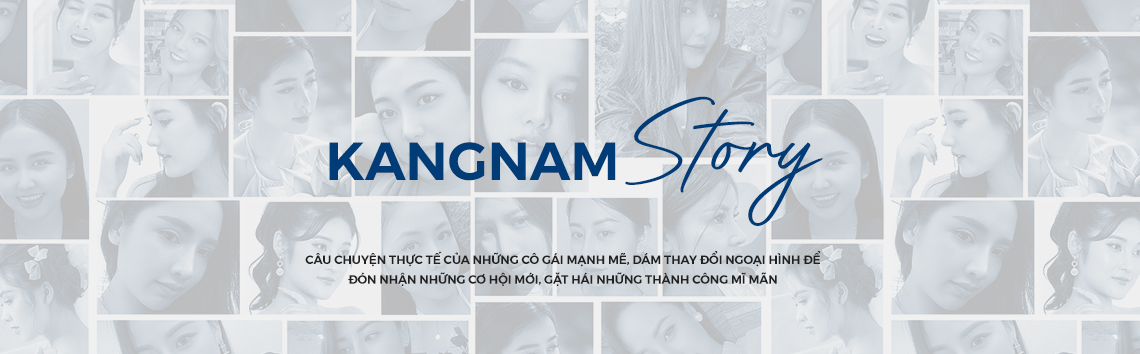 KANGNAM Story
CÂU CHUYỆN THỰC TẾ CỦA NHỮNG CÔ GÁI MẠNH MẼ, DÁM THAY ĐỔI NGOẠI HÌNH ĐỂ
ĐÓN NHẬN NHỮNG CƠ HỘI MỚI, GẶT HÁI NHỮNG THÀNH CÔNG MĨ MÃN